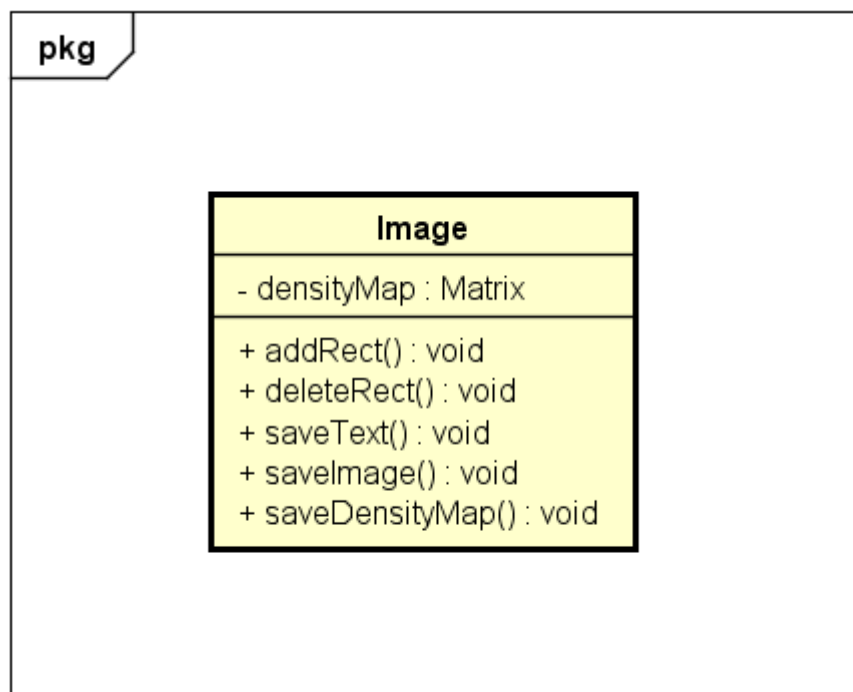 pkg
Image
- densityMap : Matrix
+ addRect() : void
+ deleteRect() : void
+ saveText() : void
+ saveImage() : void
+ saveDensityMap() : void